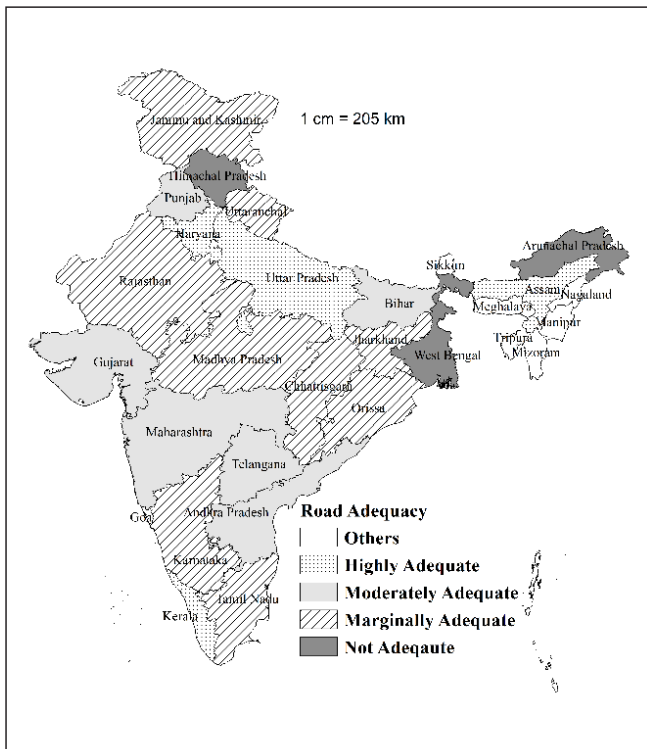 Jammu and Kashmir
1 cm = 205 km
Himachal Pradesh
Punjab
Uttaranchal
Haryana
Arunachal Pradesh
Sikkim
Rajasthan
Uttar Pradesh
Assam
Nagaland
Bihar
Meghalaya
Manipur
Jharkhand
Tripura
Mizoram
West Bengal
Gujarat
Madhya Pradesh
Chhattisgarh
Orissa
Maharashtra
Telangana
Goa
Andhra Pradesh
Karnataka
Tamil Nadu
Kerala
Road Adequacy
Others
Highly Adequate
Moderately Adequate
Marginally Adequate
Not Adeqaute